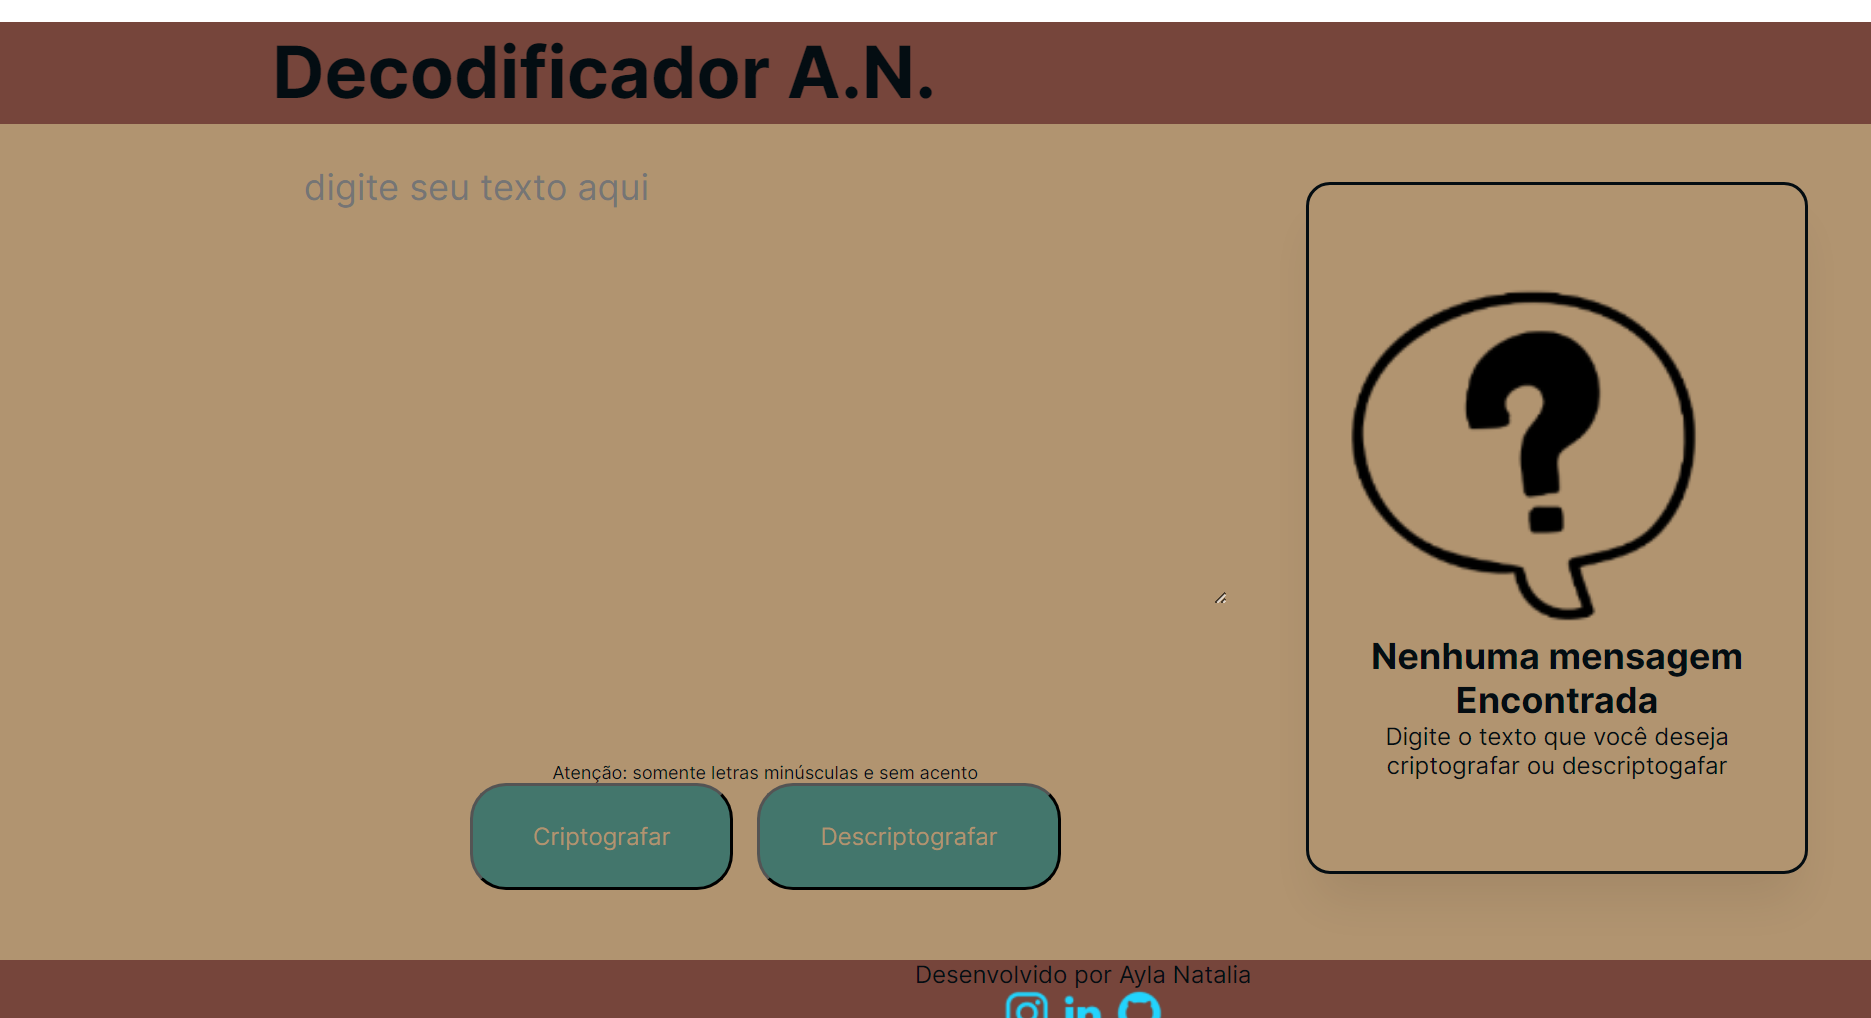 Decodificador A.N.
digite seu texto aqui
Atenção: somente letras minúsculas e sem acento
Criptografar
Descriptografar
?
Nenhuma mensagem
Encontrada
Digite o texto que você deseja
criptografar ou descriptogafar
Desenvolvido por Ayla Natalia
in